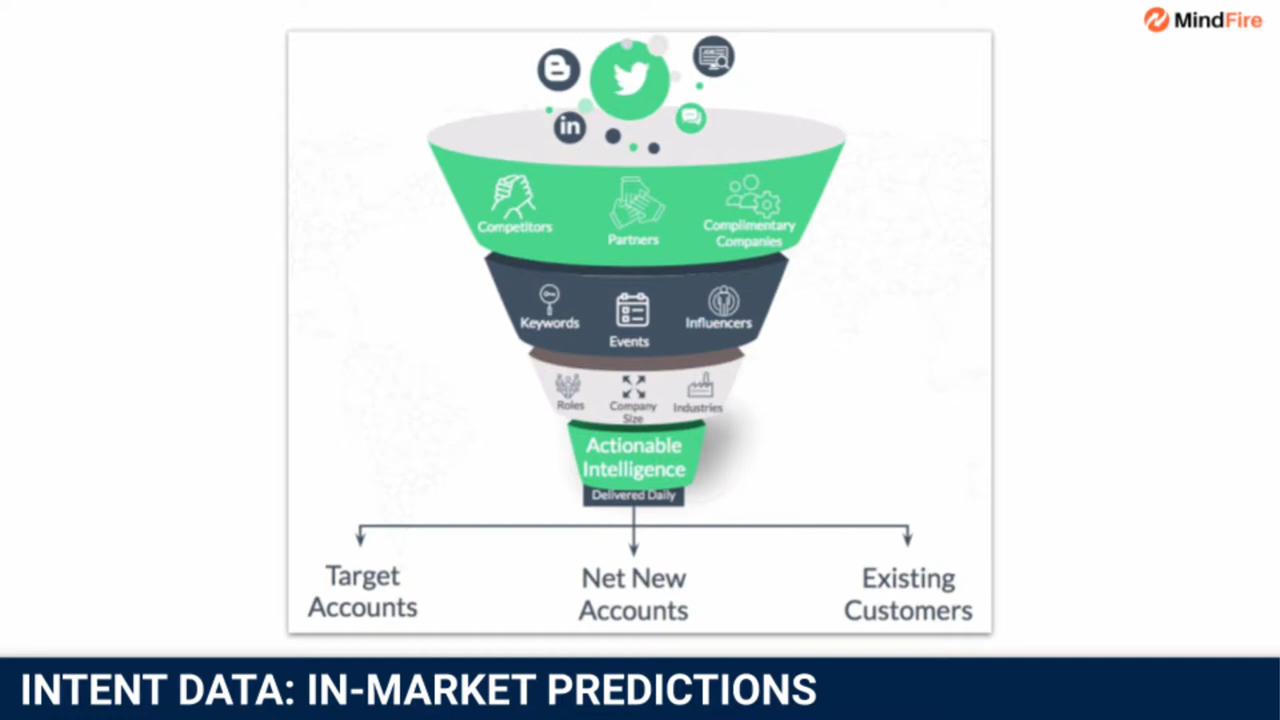 MindFire
in
Competitors
Partners
Complimentary
Companies
Keywords
Events
Influencers
Roles
Company
Size
Industries
Actionable
Intelligence
Delivered Daily
Target
Accounts
Net New
Accounts
Existing
Customers
INTENT DATA: IN-MARKET PREDICTIONS